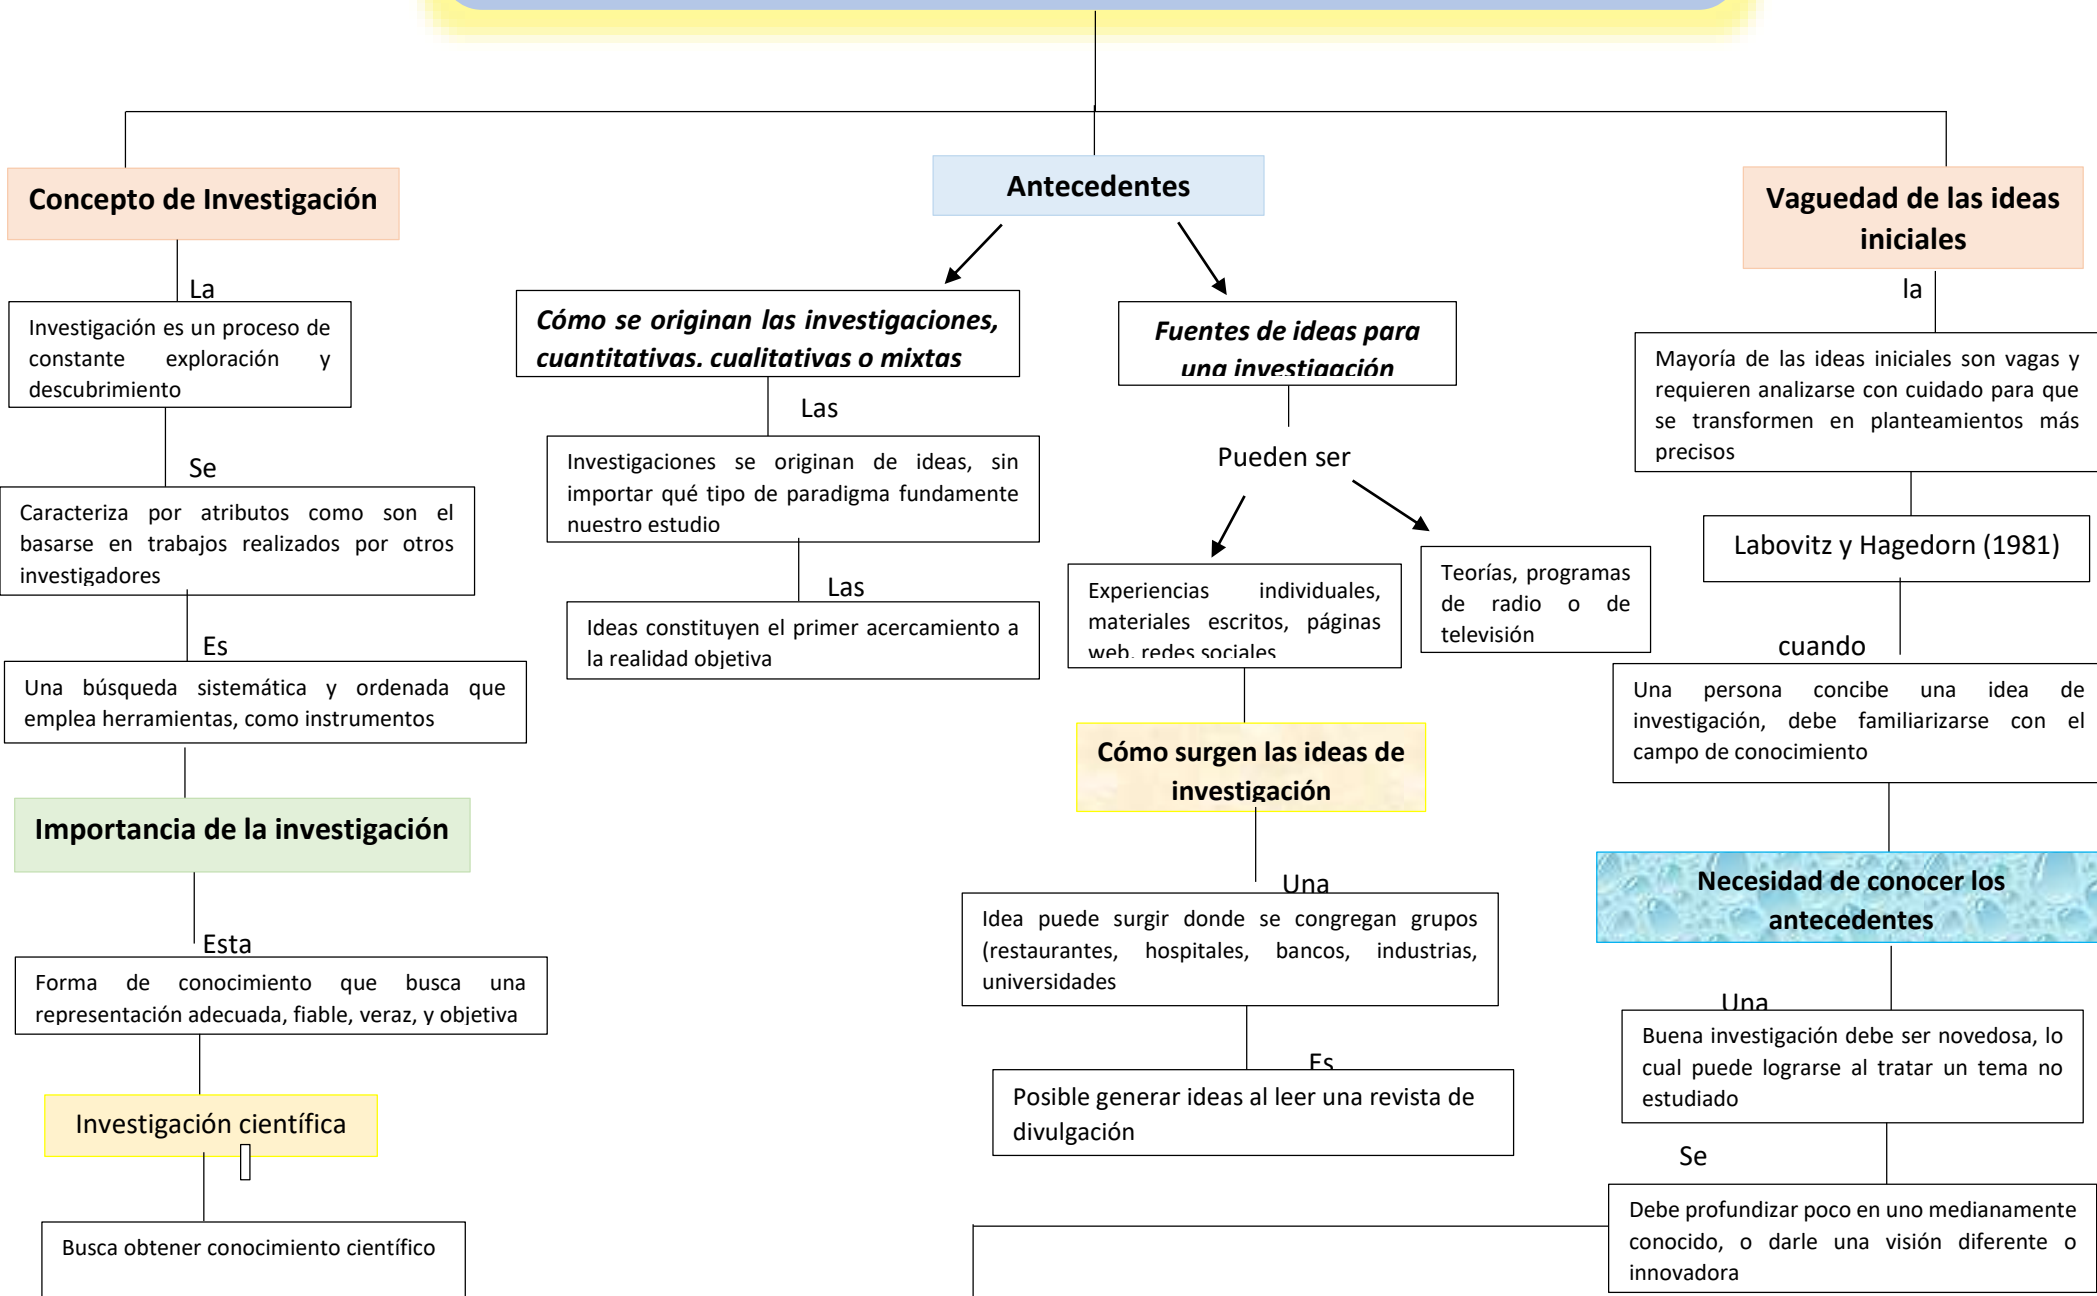 Concepto de Investigación
La
Investigación es un proceso de
constante exploración y
descubrimiento
Se
Caracteriza por atributos como son el
basarse en trabajos realizados por otros
investigadores
Es
Una búsqueda sistemática y ordenada que
emplea herramientas, como instrumentos
Importancia de la investigación
Esta
Forma de conocimiento que busca una
representación adecuada, fiable, veraz, y objetiva
Investigación científica
Busca obtener conocimiento científico
Antecedentes
Cómo se originan las investigaciones,
cuantitativas. cualitativas o mixtas
Las
Investigaciones se originan de ideas, sin
importar qué tipo de paradigma fundamente
nuestro estudio
Las
Ideas constituyen el primer acercamiento a
la realidad objetiva
Fuentes de ideas para
una investigación
Pueden ser
Experiencias individuales,
materiales escritos, páginas
web, redes sociales
Teorías, programas
de radio o de
televisión
Cómo surgen las ideas de
investigación
Una
Idea puede surgir donde se congregan grupos
(restaurantes, hospitales, bancos, industrias,
universidades
Es
Posible generar ideas al leer una revista de
divulgación
Vaguedad de las ideas
iniciales
la
Mayoría de las ideas iniciales son vagas y
requieren analizarse con cuidado para que
se transformen en planteamientos más
precisos
Labovitz y Hagedorn (1981)
cuando
Una persona concibe una idea de
investigación, debe familiarizarse con el
campo de conocimiento
Necesidad de conocer los
antecedentes
Una
Buena investigación debe ser novedosa, lo
cual puede lograrse al tratar un tema no
estudiado
Se
Debe profundizar poco en uno medianamente
conocido, o darle una visión diferente o
innovadora